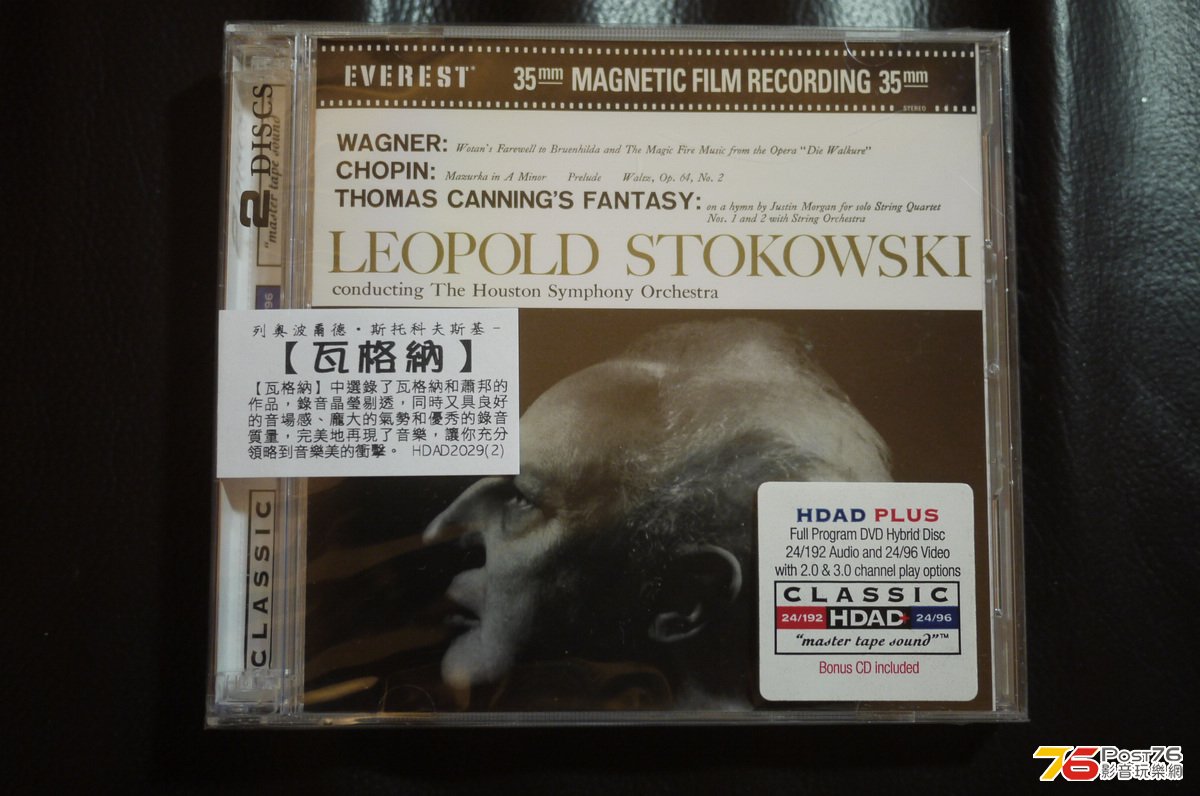 EVEREST
35mm MAGNETIC FILM RECORDING 35mm
STEREO
WAGNER: Wotan's Farewell to Bruenhilda and The Magic Fire Music from the Opera "Die Walkure"
CHOPIN: Mazurka in A Minor Prelude Waltz, Op. 64, No. 2
THOMAS CANNING'S FANTASY: on a hymn by Justin Morgan for solo String Quartet
Nos. 1 and 2 with String Orchestra
LEOPOLD STOKOWSKI
conducting The Houston Symphony Orchestra
2 DISCS
"master tape sound"
96
CLASSIC
列奧波爾德·斯托科夫斯基-
【瓦格納】
【瓦格納】中選錄了瓦格納和蕭邦的
作品，錄音晶瑩剔透，同時又具良好
的音場感、龐大的氣勢和優秀的錄音
質量，完美地再現了音樂，讓你充分
領略到音樂美的衝擊。 HDAD2029(2)
HDAD PLUS
Full Program DVD Hybrid Disc
24/192 Audio and 24/96 Video
with 2.0 & 3.0 channel play options
CLASSIC
24/192 HDAD+ 24/96
"master tape sound"™
Bonus CD included
76 POST76
影音玩樂網